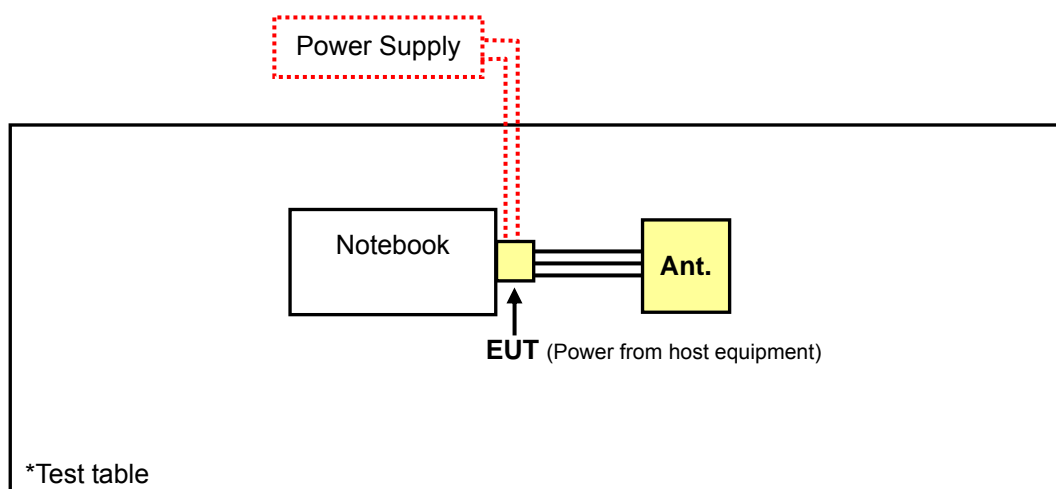 Power Supply
Notebook
Ant.
EUT (Power from host equipment)
*Test table